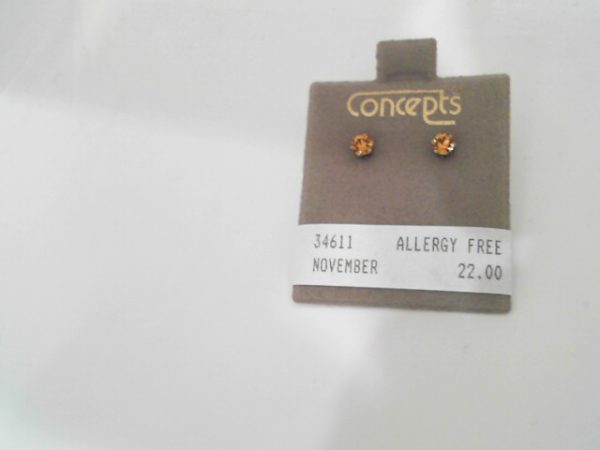 Concepts
34611 ALLERGY FREE
NOVEMBER 22.00